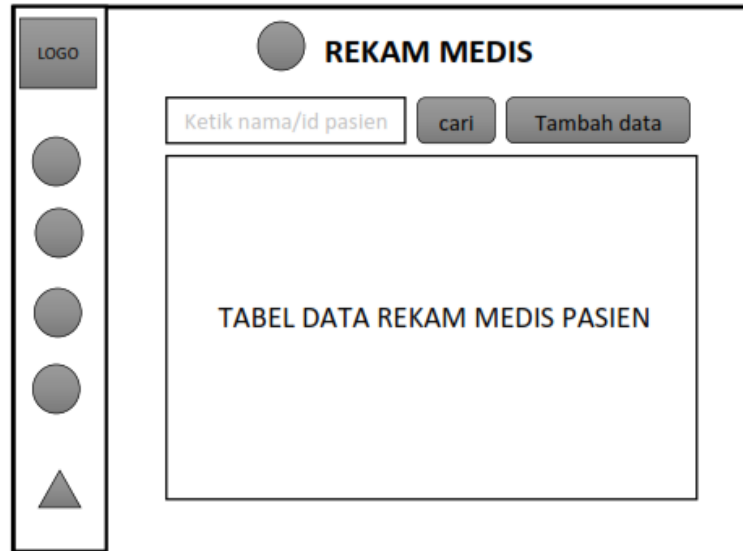 LOGO
REKAM MEDIS
Ketik nama/id pasien
cari
Tambah data
TABEL DATA REKAM MEDIS PASIEN